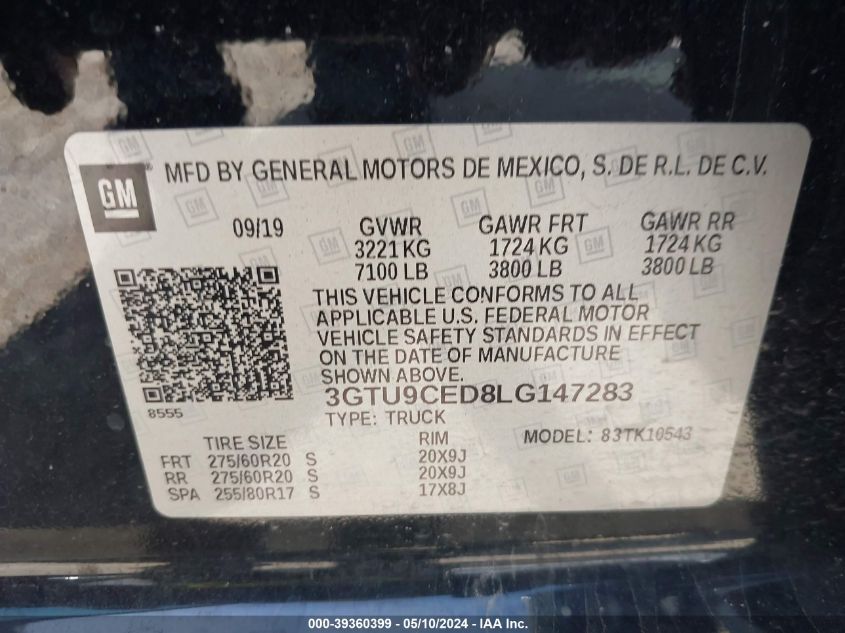 GM MFD BY GENERAL MOTORS DE MEXICO, S. DE R.L. DE C.V.
09/19 GVWR GAWR FRT GAWR RR
3221 KG 1724 KG 1724 KG
7100 LB 3800 LB 3800 LB
THIS VEHICLE CONFORMS TO ALL
APPLICABLE U.S. FEDERAL MOTOR
VEHICLE SAFETY STANDARDS IN EFFECT
ON THE DATE OF MANUFACTURE
SHOWN ABOVE.
8555
3GTU9CED8LG147283
TYPE: TRUCK
MODEL: 83TK10543
TIRE SIZE RIM
FRT 275/60R20 S 20X9J
RR 275/60R20 S 20X9J
SPA 255/80R17 S 17X8J
000-39360399 - 05/10/2024 - IAA Inc.